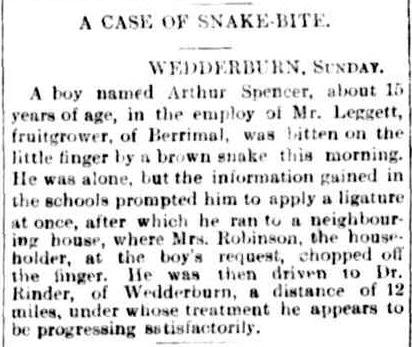 A CASE OF SNAKE-BITE.
WEDDERBURN, SUNDAY.
A boy named Arthur Spencer, about 15
years of age, in the employ of Mr. Leggett,
fruitgrower, of Berrimal, was bitten on the
little finger by a brown snake this morning.
He was alone, but the information gained in
the schools prompted him to apply a ligature
at once, after which he ran to a neighbour-
ing house, where Mrs. Robinson, the house-
holder, at the boy's request, chopped off
the finger. He was then driven to Dr.
Rinder, of Wedderburn, a distance of 12
miles, under whose treatment he appears to
be progressing satisfactorily.